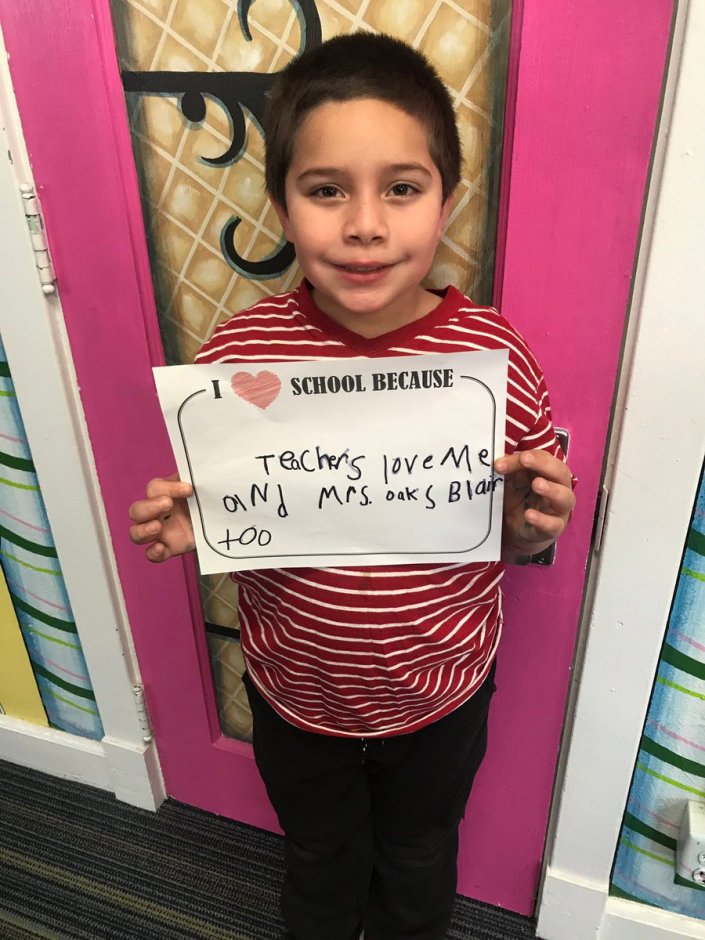 I SCHOOL BECAUSE
Teachers love Me
and Mrs. oaks Blair
too